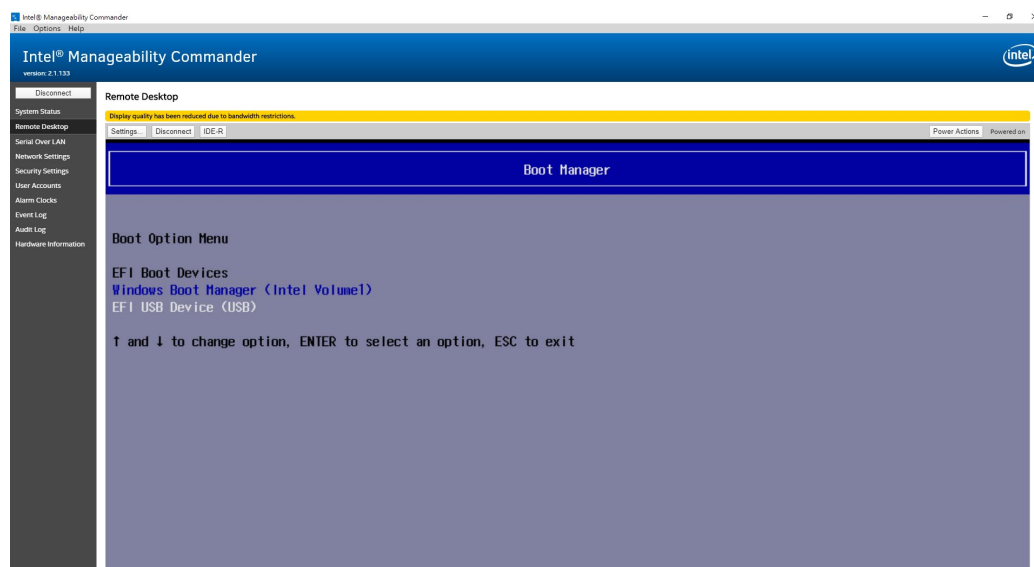 Intel® Manageability Commander
File Options Help
Intel® Manageability Commander
version: 2.1.133
intel.
Disconnect
System Status
Remote Desktop
Serial Over LAN
Network Settings
Security Settings
User Accounts
Alarm Clocks
Event Log
Audit Log
Hardware Information
Remote Desktop
Display quality has been reduced due to bandwidth restrictions.
Settings... Disconnect IDE-R Power Actions Powered on
Boot Manager
Boot Option Menu
EFI Boot Devices
Windows Boot Manager (Intel Volume1)
EFI USB Device (USB)
↑ and ↓ to change option, ENTER to select an option, ESC to exit